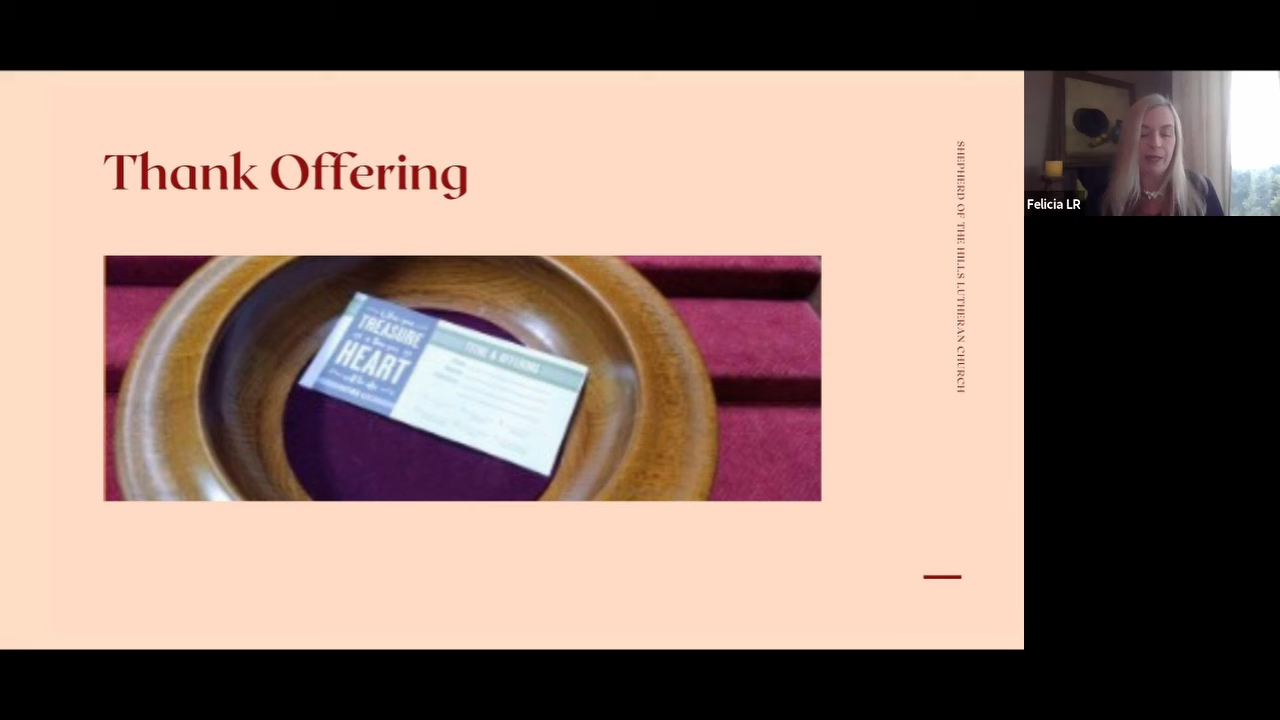 Thank Offering
SHEPHERD OF THE HILLS LUTHERAN CHURCH
TREASURE
HEART
TITHE & OFFERING
Felicia LR